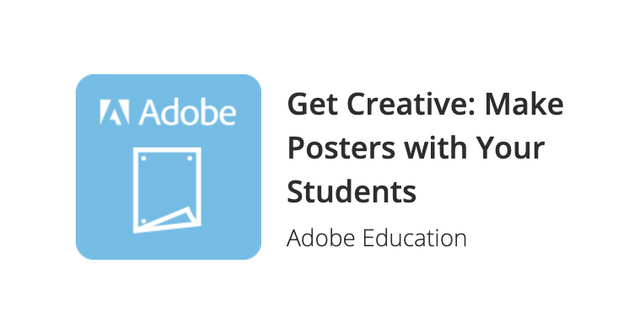 Adobe
Get Creative: Make
Posters with Your
Students
Adobe Education